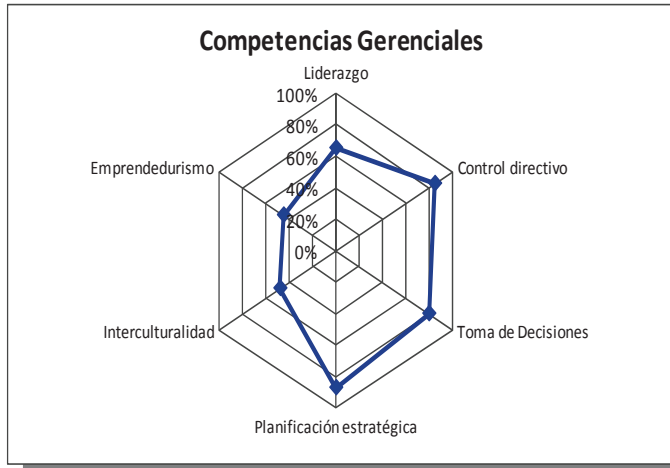 Competencias Gerenciales
Liderazgo
100%
80%
60%
40%
20%
0%
Emprendedurismo
Control directivo
Interculturalidad
Toma de Decisiones
Planificación estratégica